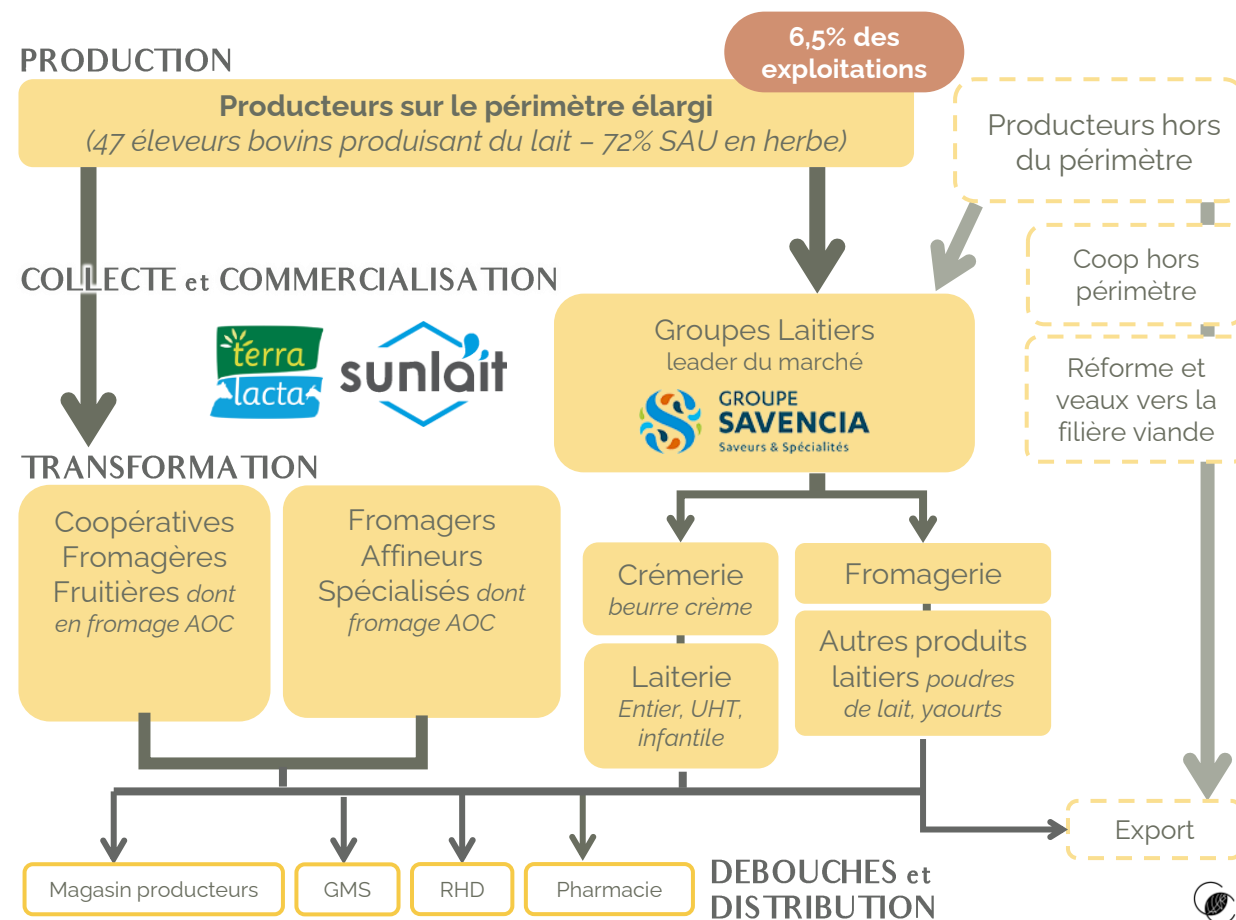 6,5% des
exploitations
PRODUCTION
Producteurs sur le périmètre élargi
(47 éleveurs bovins produisant du lait – 72% SAU en herbe)
Producteurs hors
du périmètre
COLLECTE et COMMERCIALISATION
Coop hors
périmètre
terra
lacta
sunlait
Groupes Laitiers
leader du marché
GROUPE
SAVENCIA
Saveurs & Spécialités
Réforme et
veaux vers la
filière viande
TRANSFORMATION
Coopératives
Fromagères
Fruitières dont
en fromage AOC
Fromagers
Affineurs
Spécialisés dont
fromage AOC
Crémerie
beurre crème
Fromagerie
Laiterie
Entier, UHT,
infantile
Autres produits
laitiers poudres
de lait, yaourts
Export
Magasin producteurs
GMS
RHD
Pharmacie
DEBOUCHES et
DISTRIBUTION